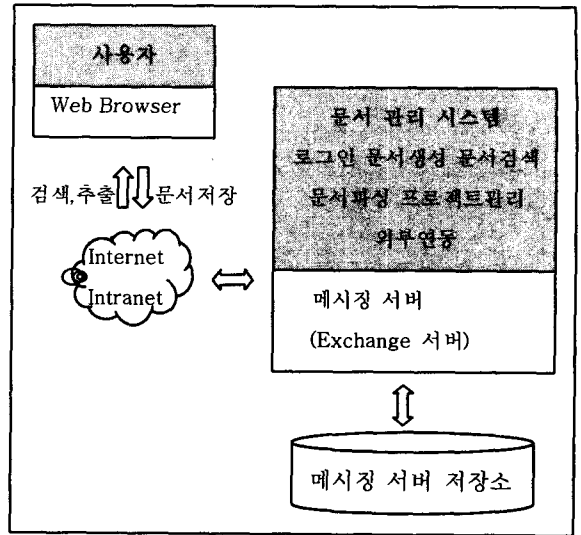 사용자
Web Browser
검색,추출 문서저장
Internet
Intranet
문서 관리 시스템
로그인 문서생성 문서검색
문서파싱 프로젝트관리
외부연동
메시징 서버
(Exchange 서버)
메시징 서버 저장소